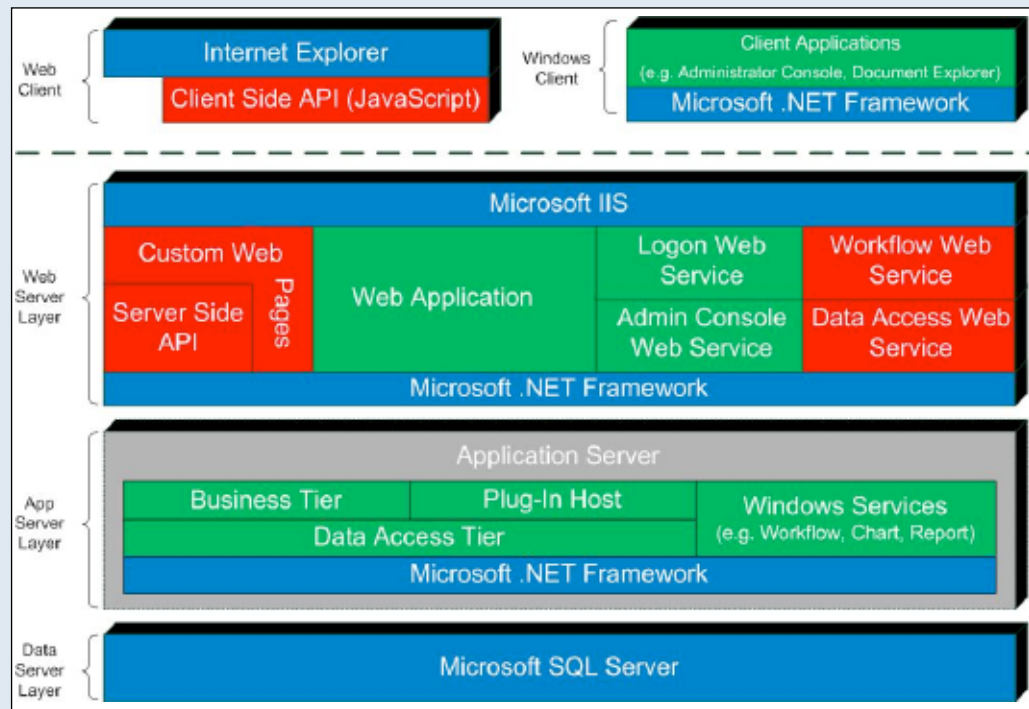 Web
Client
Internet Explorer
Client Side API (JavaScript)
Windows
Client
Client Applications
(e.g. Administrator Console, Document Explorer)
Microsoft .NET Framework
Web
Server
Layer
Microsoft IIS
Custom Web
Pages
Server Side
API
Web Application
Logon Web
Service
Admin Console
Web Service
Workflow Web
Service
Data Access Web
Service
Microsoft .NET Framework
App
Server
Layer
Application Server
Business Tier
Plug-In Host
Data Access Tier
Windows Services
(e.g. Workflow, Chart, Report)
Microsoft .NET Framework
Data
Server
Layer
Microsoft SQL Server